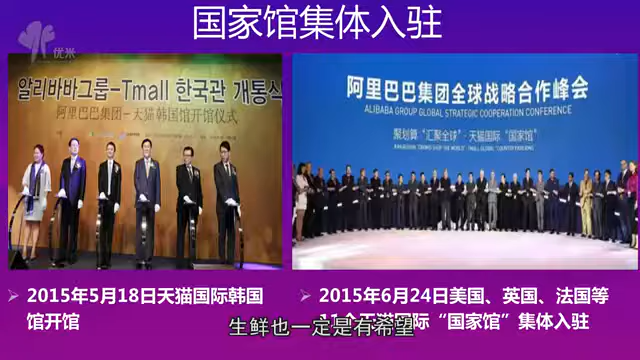 国家馆集体入驻
优米
알리바바그룹-Tmall 한국관 개통식
阿里巴巴集团-天猫韩国馆开馆仪式
阿里巴巴集团全球战略合作峰会
ALIBABA GROUP GLOBAL STRATEGIC COOPERATION CONFERENCE
聚划算“汇聚全球”·天猫国际“国家馆”
2015年5月18日天猫国际韩国
馆开馆
2015年6月24日美国、英国、法国等
天猫国际“国家馆”集体入驻
生鲜也一定是有希望